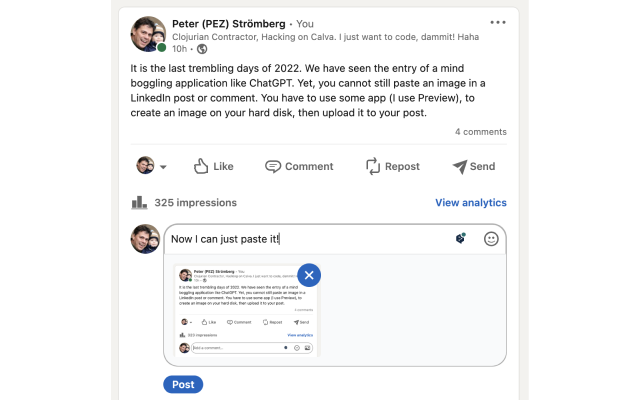 Peter (PEZ) Strömberg · You
Clojurian Contractor, Hacking on Calva. I just want to code, dammit! Haha
10h ·
It is the last trembling days of 2022. We have seen the entry of a mind
boggling application like ChatGPT. Yet, you cannot still paste an image in a
LinkedIn post or comment. You have to use some app (I use Preview), to
create an image on your hard disk, then upload it to your post.
4 comments
Like Comment Repost Send
325 impressions View analytics
Now I can just paste it!
Peter (PEZ) Strömberg · You
Clojurian Contractor, Hacking on Calva. I just want to code, dammit!
10h ·
It is the last trembling days of 2022. We have seen the entry of a mind
boggling application like ChatGPT. Yet, you cannot still paste an image in a
LinkedIn post or comment. You have to use some app (I use Preview), to
create an image on your hard disk, then upload it to your post.
4 comments
Like Comment Repost Send
325 impressions View analytics
Add a comment...
Post